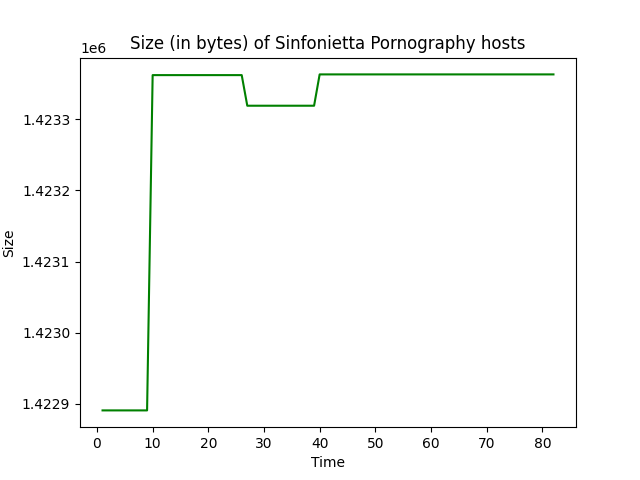 Size (in bytes) of Sinfonietta Pornography hosts
1e6
1.4233
1.4232
1.4231
1.4230
1.4229
Size
0 10 20 30 40 50 60 70 80
Time